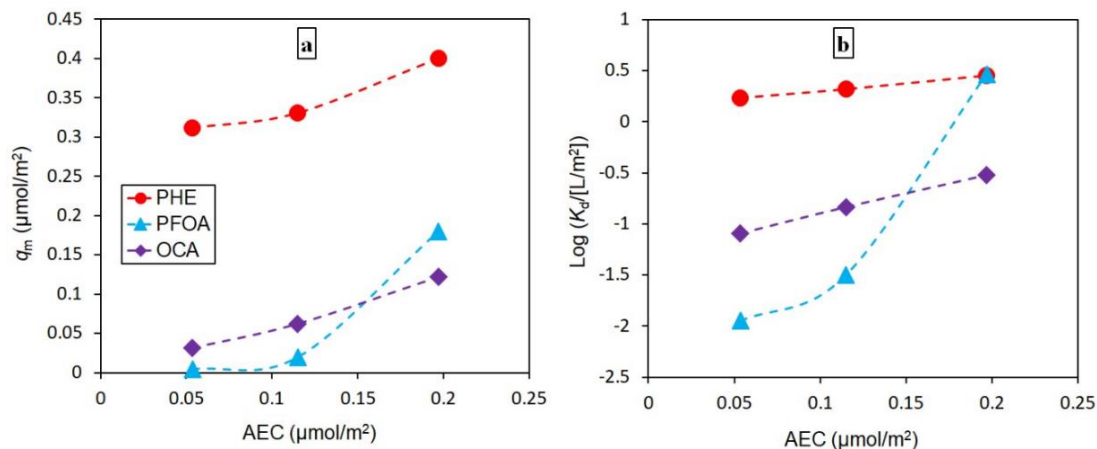 a
0.45
0.4
0.35
0.3
0.25
0.2
0.15
0.1
0.05
0
qm (µmol/m²)
PHE
PFOA
OCA
0 0.05 0.1 0.15 0.2 0.25
AEC (µmol/m²)
b
1
0.5
0
-0.5
-1
-1.5
-2
-2.5
Log (Kd/[L/m²])
0 0.05 0.1 0.15 0.2 0.25
AEC (µmol/m²)